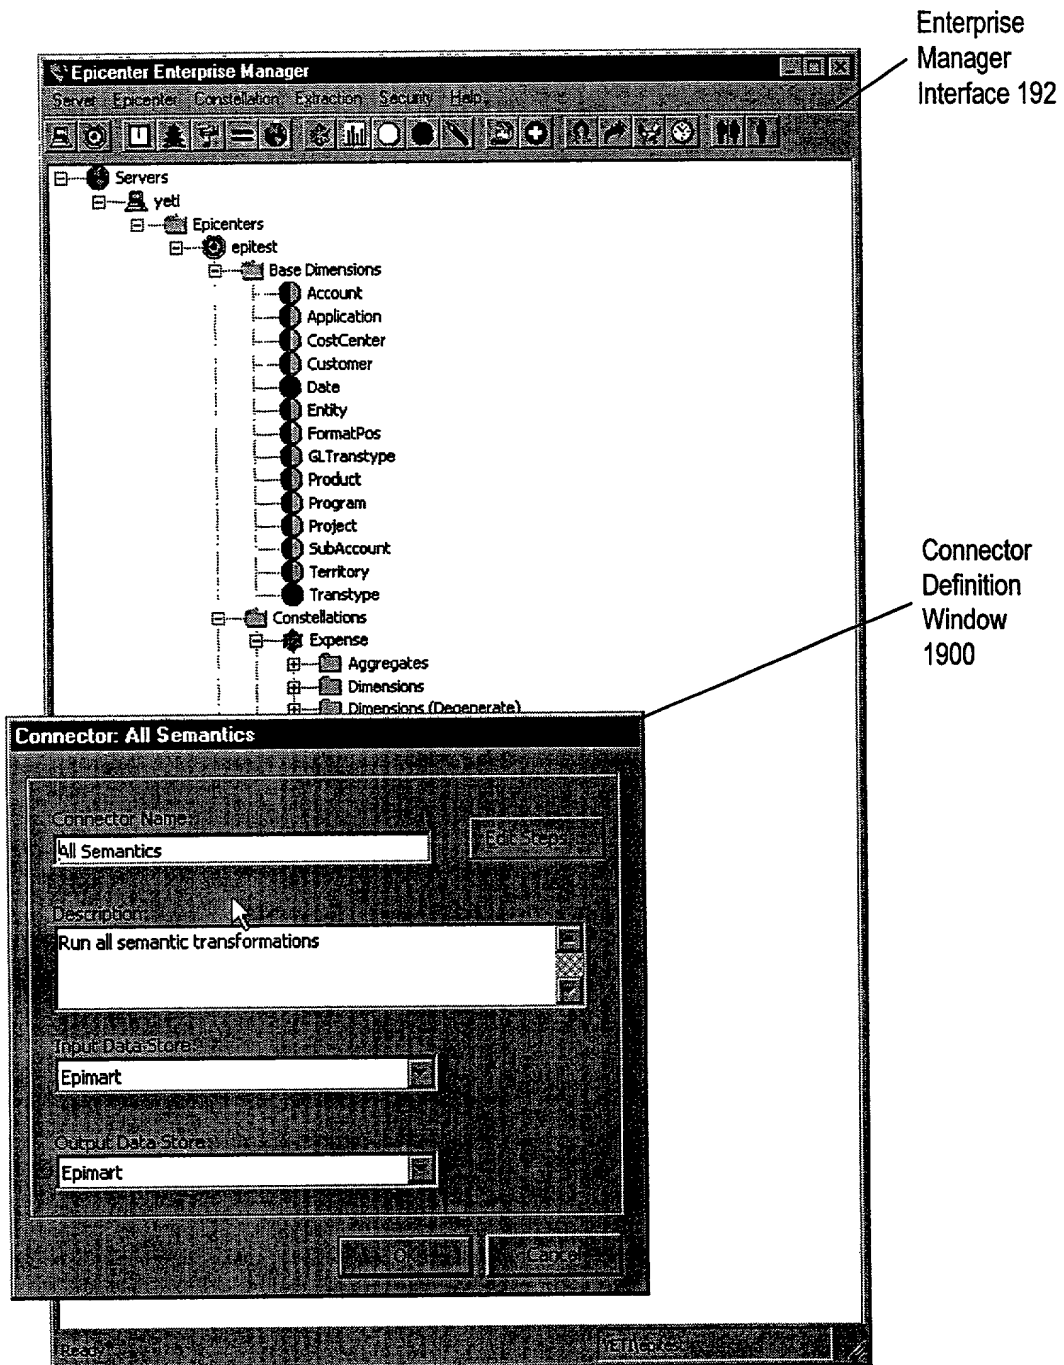 Enterprise
Manager
Interface 192
Epicenter Enterprise Manager
Server Epicenter Constellation Extraction Security Help
Servers
yeti
Epicenters
epitest
Base Dimensions
Account
Application
CostCenter
Customer
Date
Entity
FormatPos
GLTranstype
Product
Program
Project
SubAccount
Territory
Transtype
Constellations
Expense
Aggregates
Dimensions
Dimensions (Degenerate)
Connector
Definition
Window
1900
Connector: All Semantics
Connector Name:
All Semantics
Edit Steps
Description:
Run all semantic transformations
Input Data Store:
Epimart
Output Data Store:
Epimart
OK
Cancel
Ready